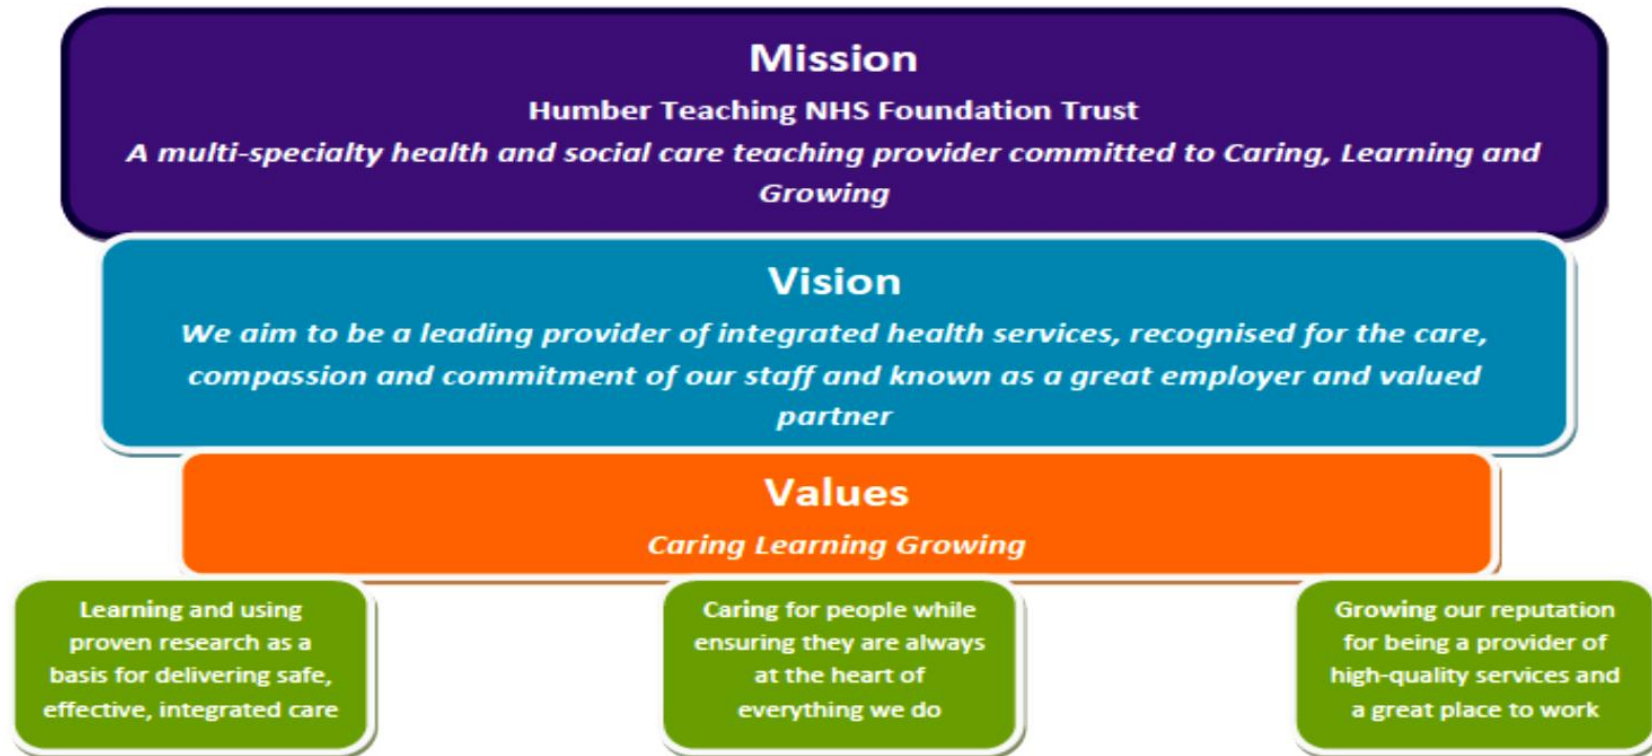 Mission
Humber Teaching NHS Foundation Trust
A multi-specialty health and social care teaching provider committed to Caring, Learning and
Growing
Vision
We aim to be a leading provider of integrated health services, recognised for the care,
compassion and commitment of our staff and known as a great employer and valued
partner
Values
Caring Learning Growing
Learning and using
proven research as a
basis for delivering safe,
effective, integrated care
Caring for people while
ensuring they are always
at the heart of
everything we do
Growing our reputation
for being a provider of
high-quality services and
a great place to work